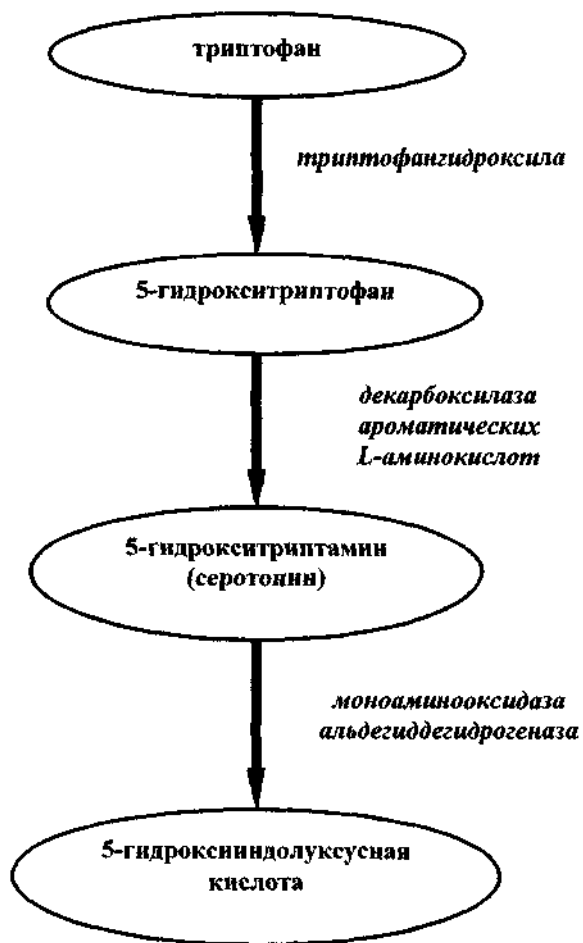 триптофан
триптофангидроксила
5-гидрокситриптофан
декарбоксилаза
ароматических
L-аминокислот
5-гидрокситриптамин
(серотонин)
моноаминооксидаза
альдегиддегидрогеназа
5-гидроксииндолуксусная
кислота